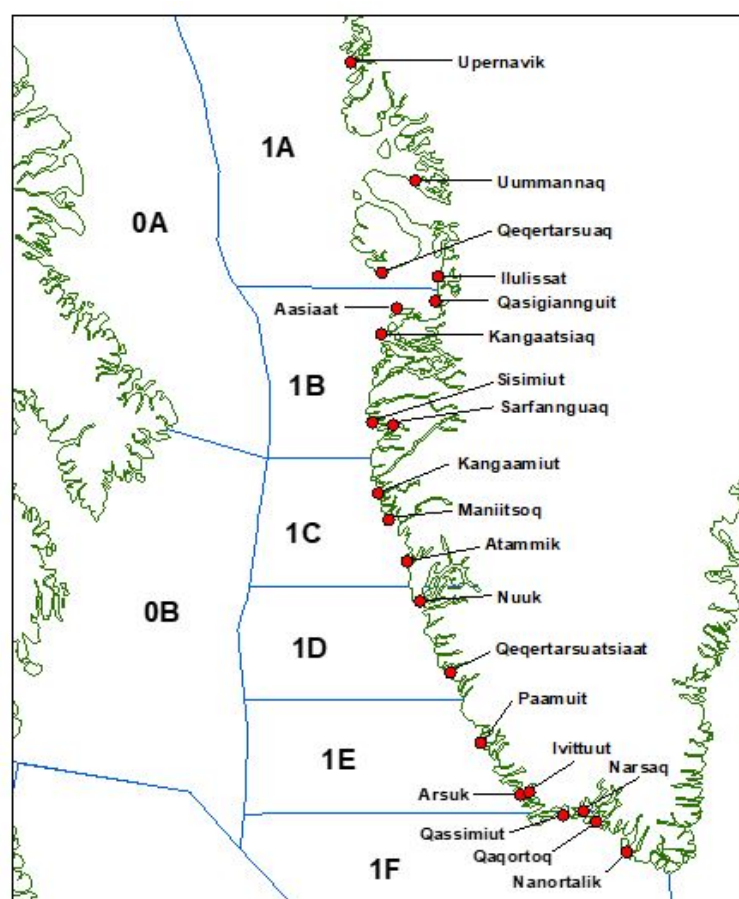 Upernavik
1A
Uummannaq
0A
Qeqertarsuaq
Ilulissat
Aasiaat
Qasigiannguit
Kangaatsiaq
1B
Sisimiut
Sarfannguaq
Kangaamiut
Maniitsoq
1C
Atammik
Nuuk
0B
1D
Qeqertarsuatsiaat
Paamuit
Ivittuut
1E
Narsaq
Arsuk
Qassimiut
Qaqortoq
1F
Nanortalik